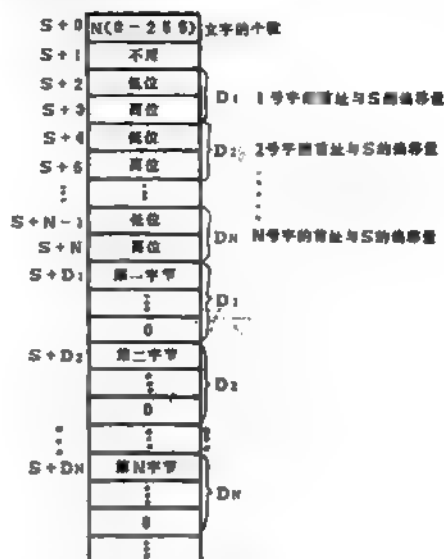 S+0 N(0-255) 文字的个数
S+1 不用
S+2 低位
D1 1号字的首址与S的偏移量
S+3 高位
S+4 低位
D2 2号字的首址与S的偏移量
S+5 高位
S+N-1 低位
DN N号字的首址与S的偏移量
S+N 高位
S+D1 第一字节
D1
0
S+D2 第二字节
D2
0
S+DN 第N字节
DN
0